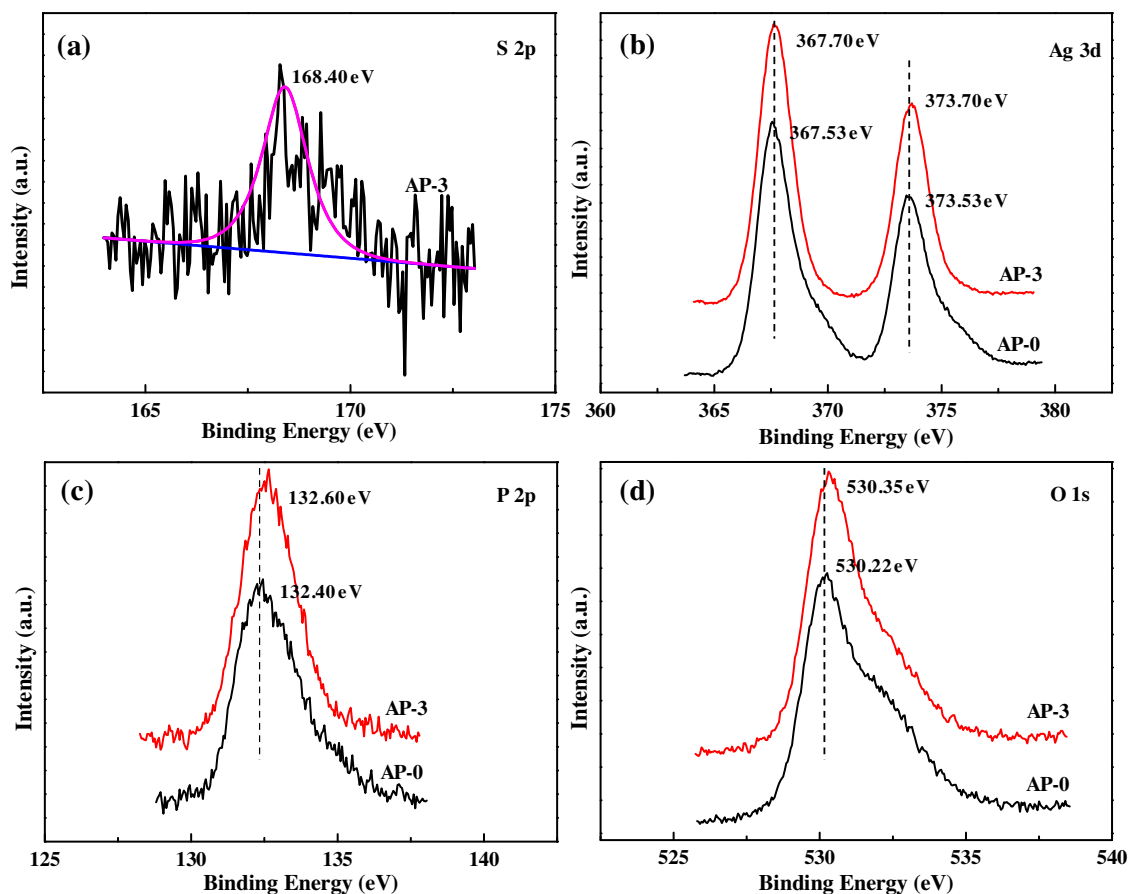 (a)
S 2p
168.40 eV
AP-3
Intensity (a.u.)
165
170
175
Binding Energy (eV)
(b)
Ag 3d
367.70 eV
373.70 eV
367.53 eV
373.53 eV
AP-3
AP-0
Intensity (a.u.)
360
365
370
375
380
Binding Energy (eV)
(c)
P 2p
132.60 eV
132.40 eV
AP-3
AP-0
Intensity (a.u.)
125
130
135
140
Binding Energy (eV)
(d)
O 1s
530.35 eV
530.22 eV
AP-3
AP-0
Intensity (a.u.)
525
530
535
540
Binding Energy (eV)